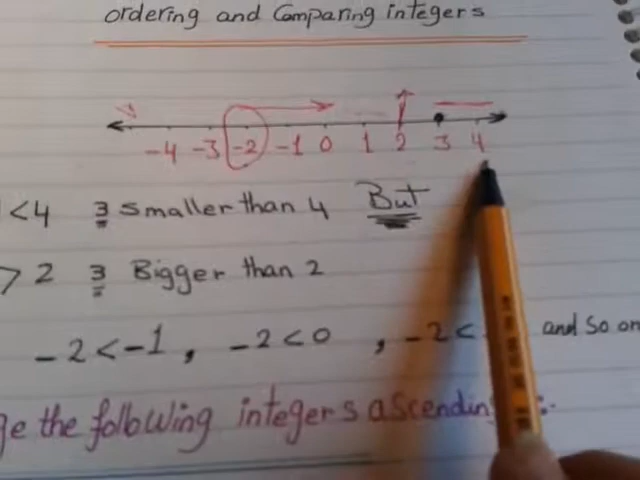 ordering and Comparing integers
-4 -3 -2 -1 0 1 2 3 4
<4 3 Smaller than 4 But
> 2 3 Bigger than 2
-2<-1, -2<0, -2< and so on
the following integers